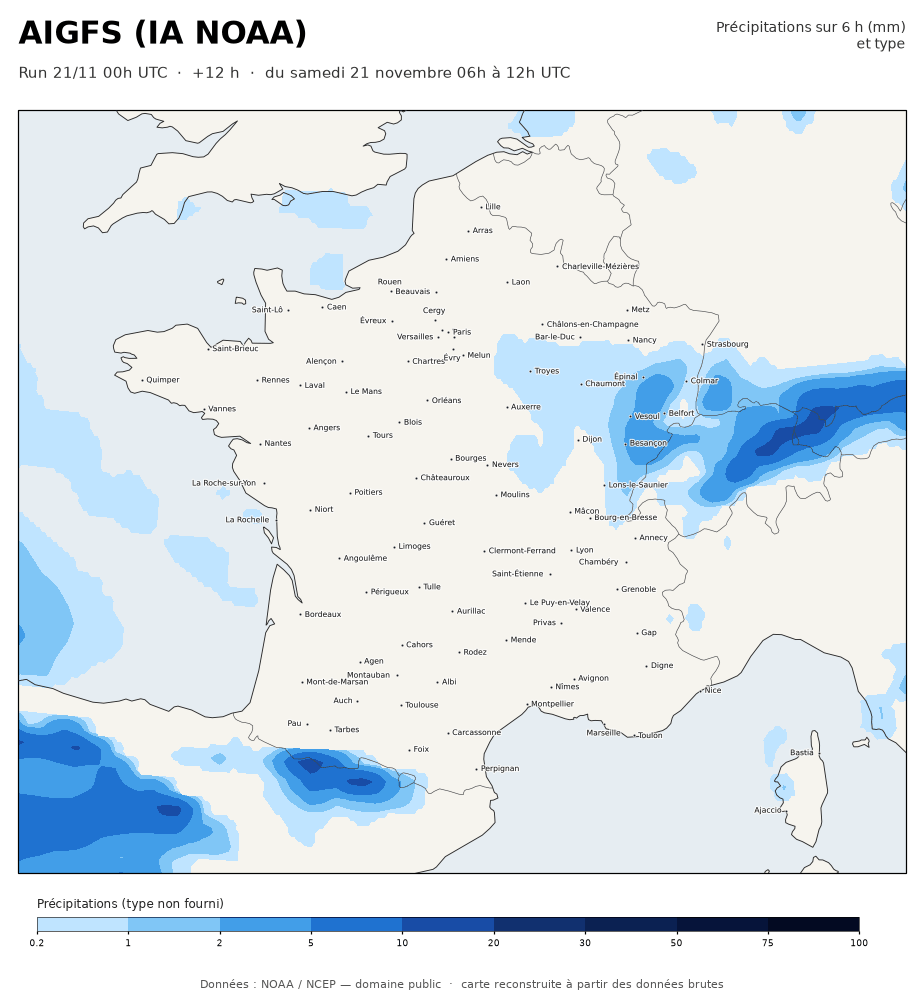 AIGFS (IA NOAA)
Précipitations sur 6 h (mm)
et type
Run 21/11 00h UTC · +12 h · du samedi 21 novembre 06h à 12h UTC
Lille
Arras
Amiens
Charleville-Mézières
Rouen
Laon
Beauvais
Saint-Lô
Caen
Cergy
Metz
Évreux
Châlons-en-Champagne
Versailles
Paris
Bar-le-Duc
Nancy
Strasbourg
Saint-Brieuc
Alençon
Chartres
Évry
Melun
Quimper
Rennes
Laval
Troyes
Chaumont
Épinal
Colmar
Le Mans
Orléans
Auxerre
Vannes
Vesoul
Belfort
Angers
Blois
Tours
Nantes
Dijon
Besançon
Bourges
Nevers
La Roche-sur-Yon
Châteauroux
Lons-le-Saunier
Poitiers
Moulins
Niort
Mâcon
La Rochelle
Guéret
Bourg-en-Bresse
Annecy
Limoges
Clermont-Ferrand
Lyon
Angoulême
Chambéry
Saint-Étienne
Périgueux
Tulle
Grenoble
Bordeaux
Aurillac
Le Puy-en-Velay
Valence
Privas
Gap
Cahors
Rodez
Mende
Agen
Digne
Montauban
Mont-de-Marsan
Albi
Avignon
Nîmes
Nice
Auch
Toulouse
Montpellier
Pau
Tarbes
Carcassonne
Marseille
Toulon
Foix
Bastia
Perpignan
Ajaccio
Précipitations (type non fourni)
0.2 1 2 5 10 20 30 50 75 100
Données : NOAA / NCEP — domaine public · carte reconstruite à partir des données brutes